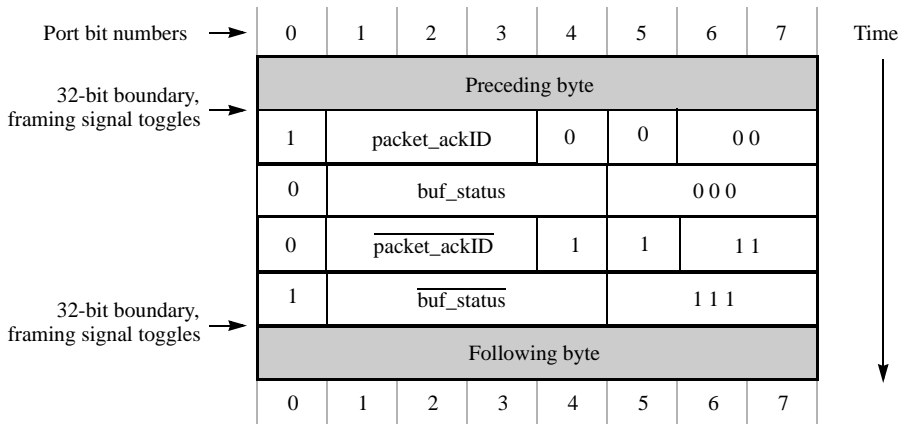 Port bit numbers 0 1 2 3 4 5 6 7 Time
Preceding byte
32-bit boundary,
framing signal toggles
1 packet_ackID 0 0 0 0
0 buf_status 0 0 0
0 packet_ackID 1 1 1 1
1 buf_status 1 1 1
32-bit boundary,
framing signal toggles
Following byte
0 1 2 3 4 5 6 7